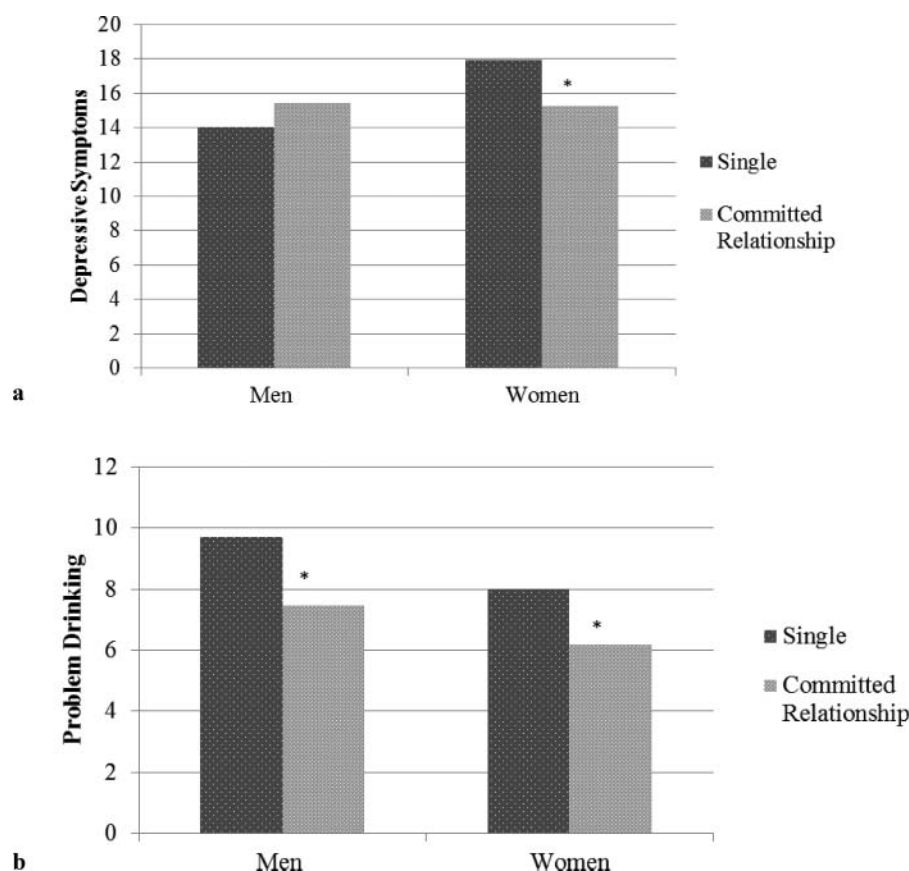 20
18
16
14
12
10
8
6
4
2
0
Depressive Symptoms
*
Single
Committed
Relationship
Men Women
a
12
10
8
6
4
2
0
Problem Drinking
*
*
Single
Committed
Relationship
Men Women
b